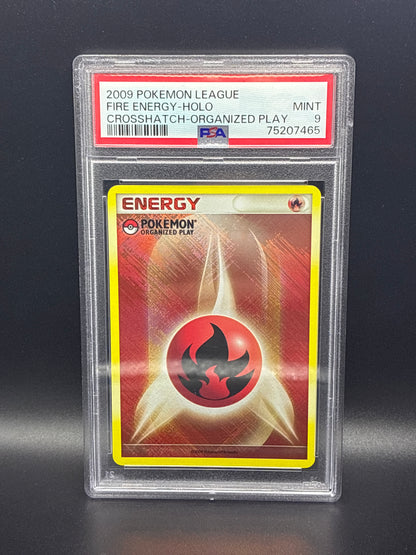 2009 POKEMON LEAGUE
FIRE ENERGY-HOLO MINT
CROSSHATCH-ORGANIZED PLAY 9
PSA 75207465
ENERGY
POKÉMON
ORGANIZED PLAY